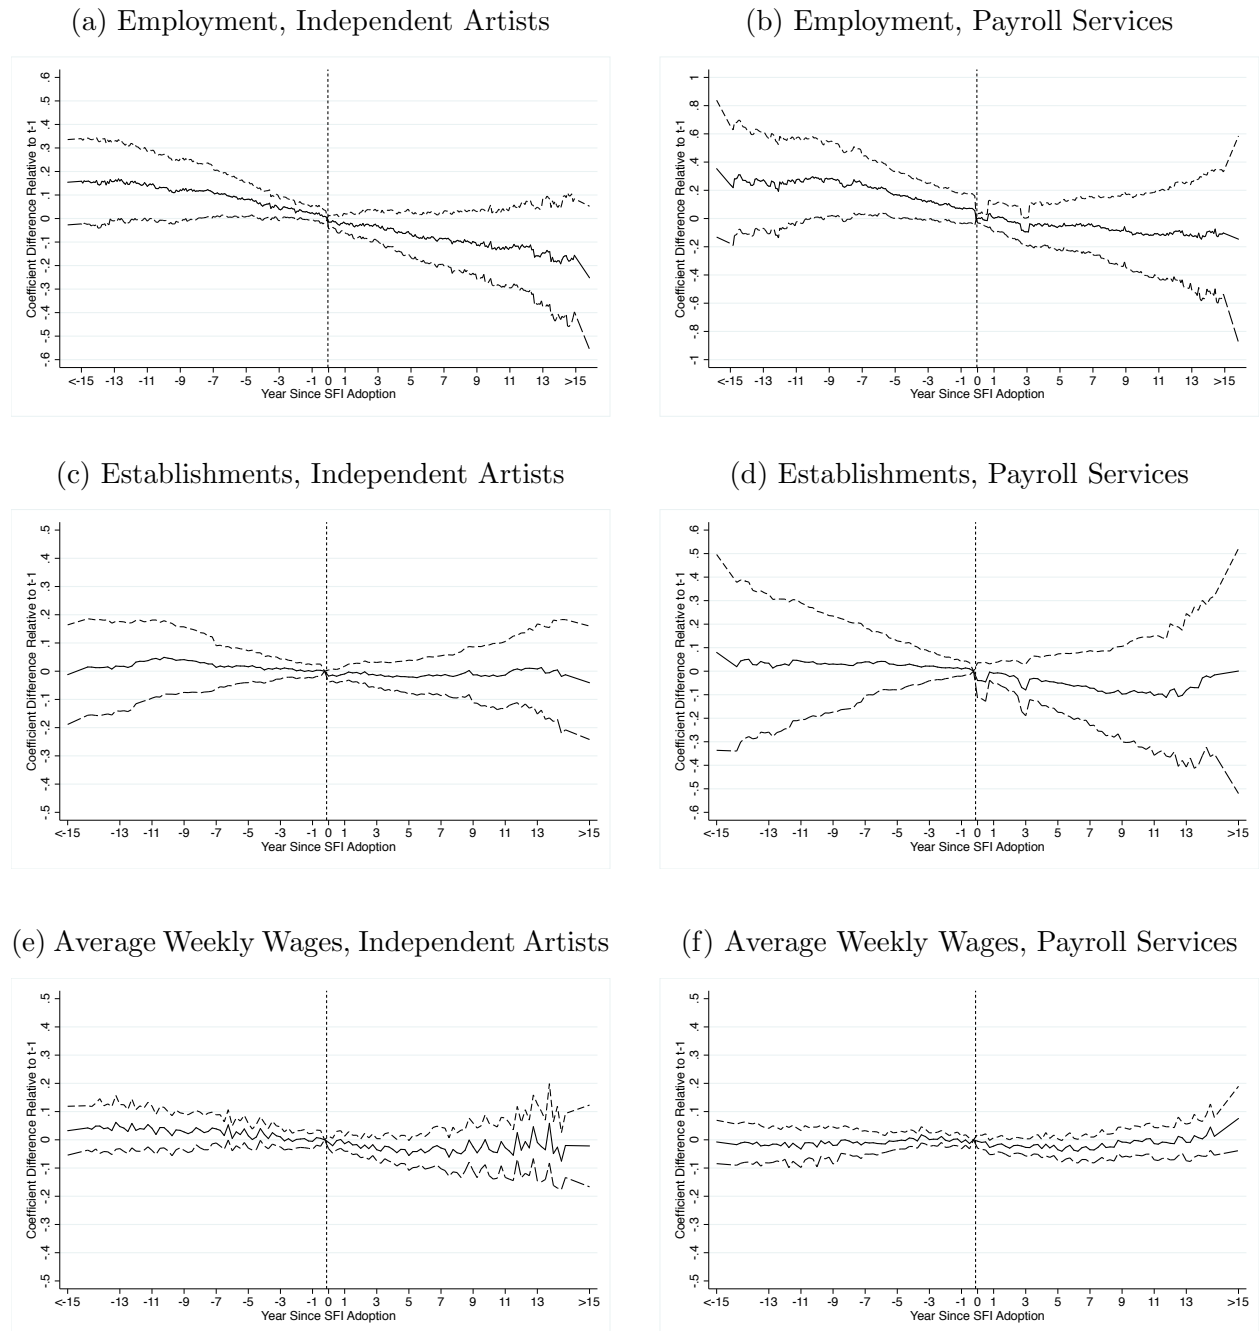 (a) Employment, Independent Artists
(b) Employment, Payroll Services
Coefficient Difference Relative to t-1
.6
.5
.4
.3
.2
.1
0
-.1
-.2
-.3
-.4
-.5
-.6
<-15 -13 -11 -9 -7 -5 -3 -1 0 1 3 5 7 9 11 13 >15
Year Since SFI Adoption
Coefficient Difference Relative to t-1
1
.8
.6
.4
.2
0
-.2
-.4
-.6
-.8
-1
<-15 -13 -11 -9 -7 -5 -3 -1 0 1 3 5 7 9 11 13 >15
Year Since SFI Adoption
(c) Establishments, Independent Artists
(d) Establishments, Payroll Services
Coefficient Difference Relative to t-1
.5
.4
.3
.2
.1
0
-.1
-.2
-.3
-.4
-.5
<-15 -13 -11 -9 -7 -5 -3 -1 0 1 3 5 7 9 11 13 >15
Year Since SFI Adoption
Coefficient Difference Relative to t-1
.6
.5
.4
.3
.2
.1
0
-.1
-.2
-.3
-.4
-.5
-.6
<-15 -13 -11 -9 -7 -5 -3 -1 0 1 3 5 7 9 11 13 >15
Year Since SFI Adoption
(e) Average Weekly Wages, Independent Artists
(f) Average Weekly Wages, Payroll Services
Coefficient Difference Relative to t-1
.5
.4
.3
.2
.1
0
-.1
-.2
-.3
-.4
-.5
<-15 -13 -11 -9 -7 -5 -3 -1 0 1 3 5 7 9 11 13 >15
Year Since SFI Adoption
Coefficient Difference Relative to t-1
.5
.4
.3
.2
.1
0
-.1
-.2
-.3
-.4
-.5
<-15 -13 -11 -9 -7 -5 -3 -1 0 1 3 5 7 9 11 13 >15
Year Since SFI Adoption